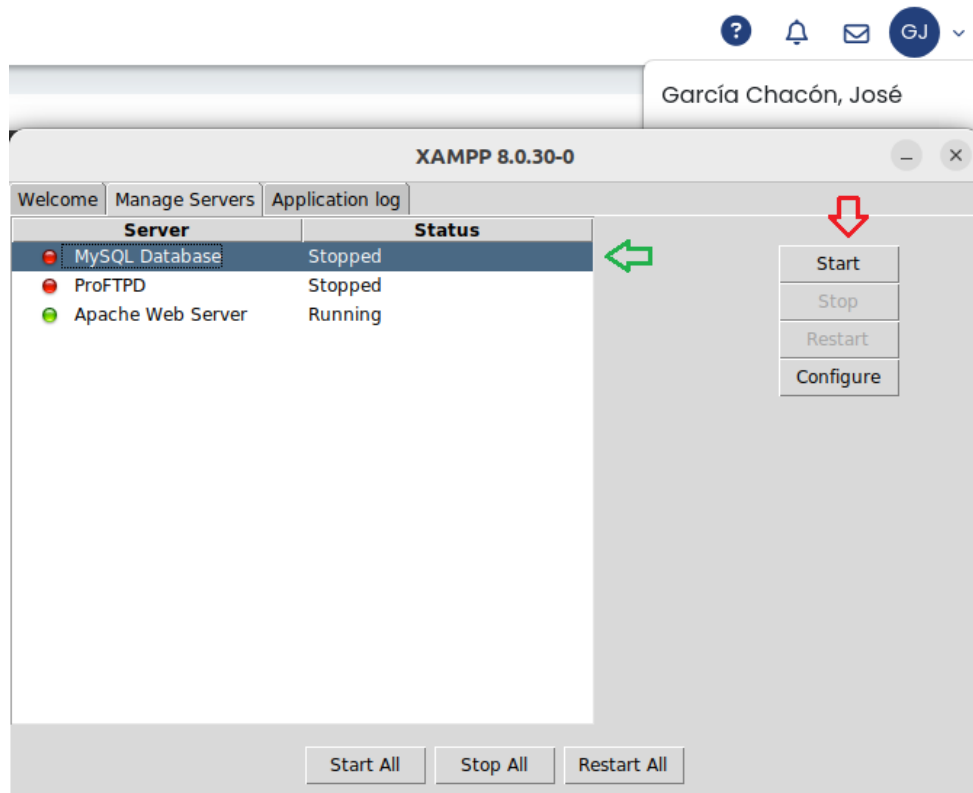 ?
GJ
García Chacón, José
XAMPP 8.0.30-0
Welcome Manage Servers Application log
Server Status
MySQL Database Stopped
ProFTPD Stopped
Apache Web Server Running
Start
Stop
Restart
Configure
Start All Stop All Restart All